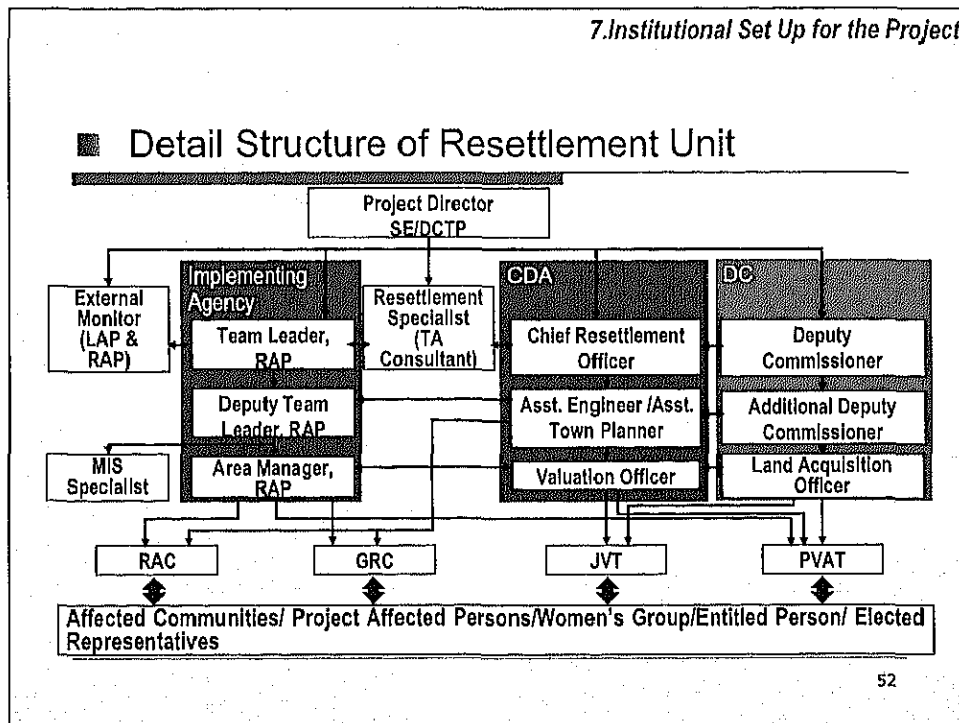 7.Institutional Set Up for the Project
Detail Structure of Resettlement Unit
Project Director
SE/DCTP
External
Monitor
(LAP &
RAP)
MIS
Specialist
Implementing
Agency
Team Leader,
RAP
Deputy Team
Leader, RAP
Area Manager,
RAP
Resettlement
Specialist
(TA
Consultant)
CDA
Chief Resettlement
Officer
Asst. Engineer /Asst.
Town Planner
Valuation Officer
DC
Deputy
Commissioner
Additional Deputy
Commissioner
Land Acquisition
Officer
RAC
GRC
JVT
PVAT
Affected Communities/ Project Affected Persons/Women's Group/Entitled Person/ Elected
Representatives
52